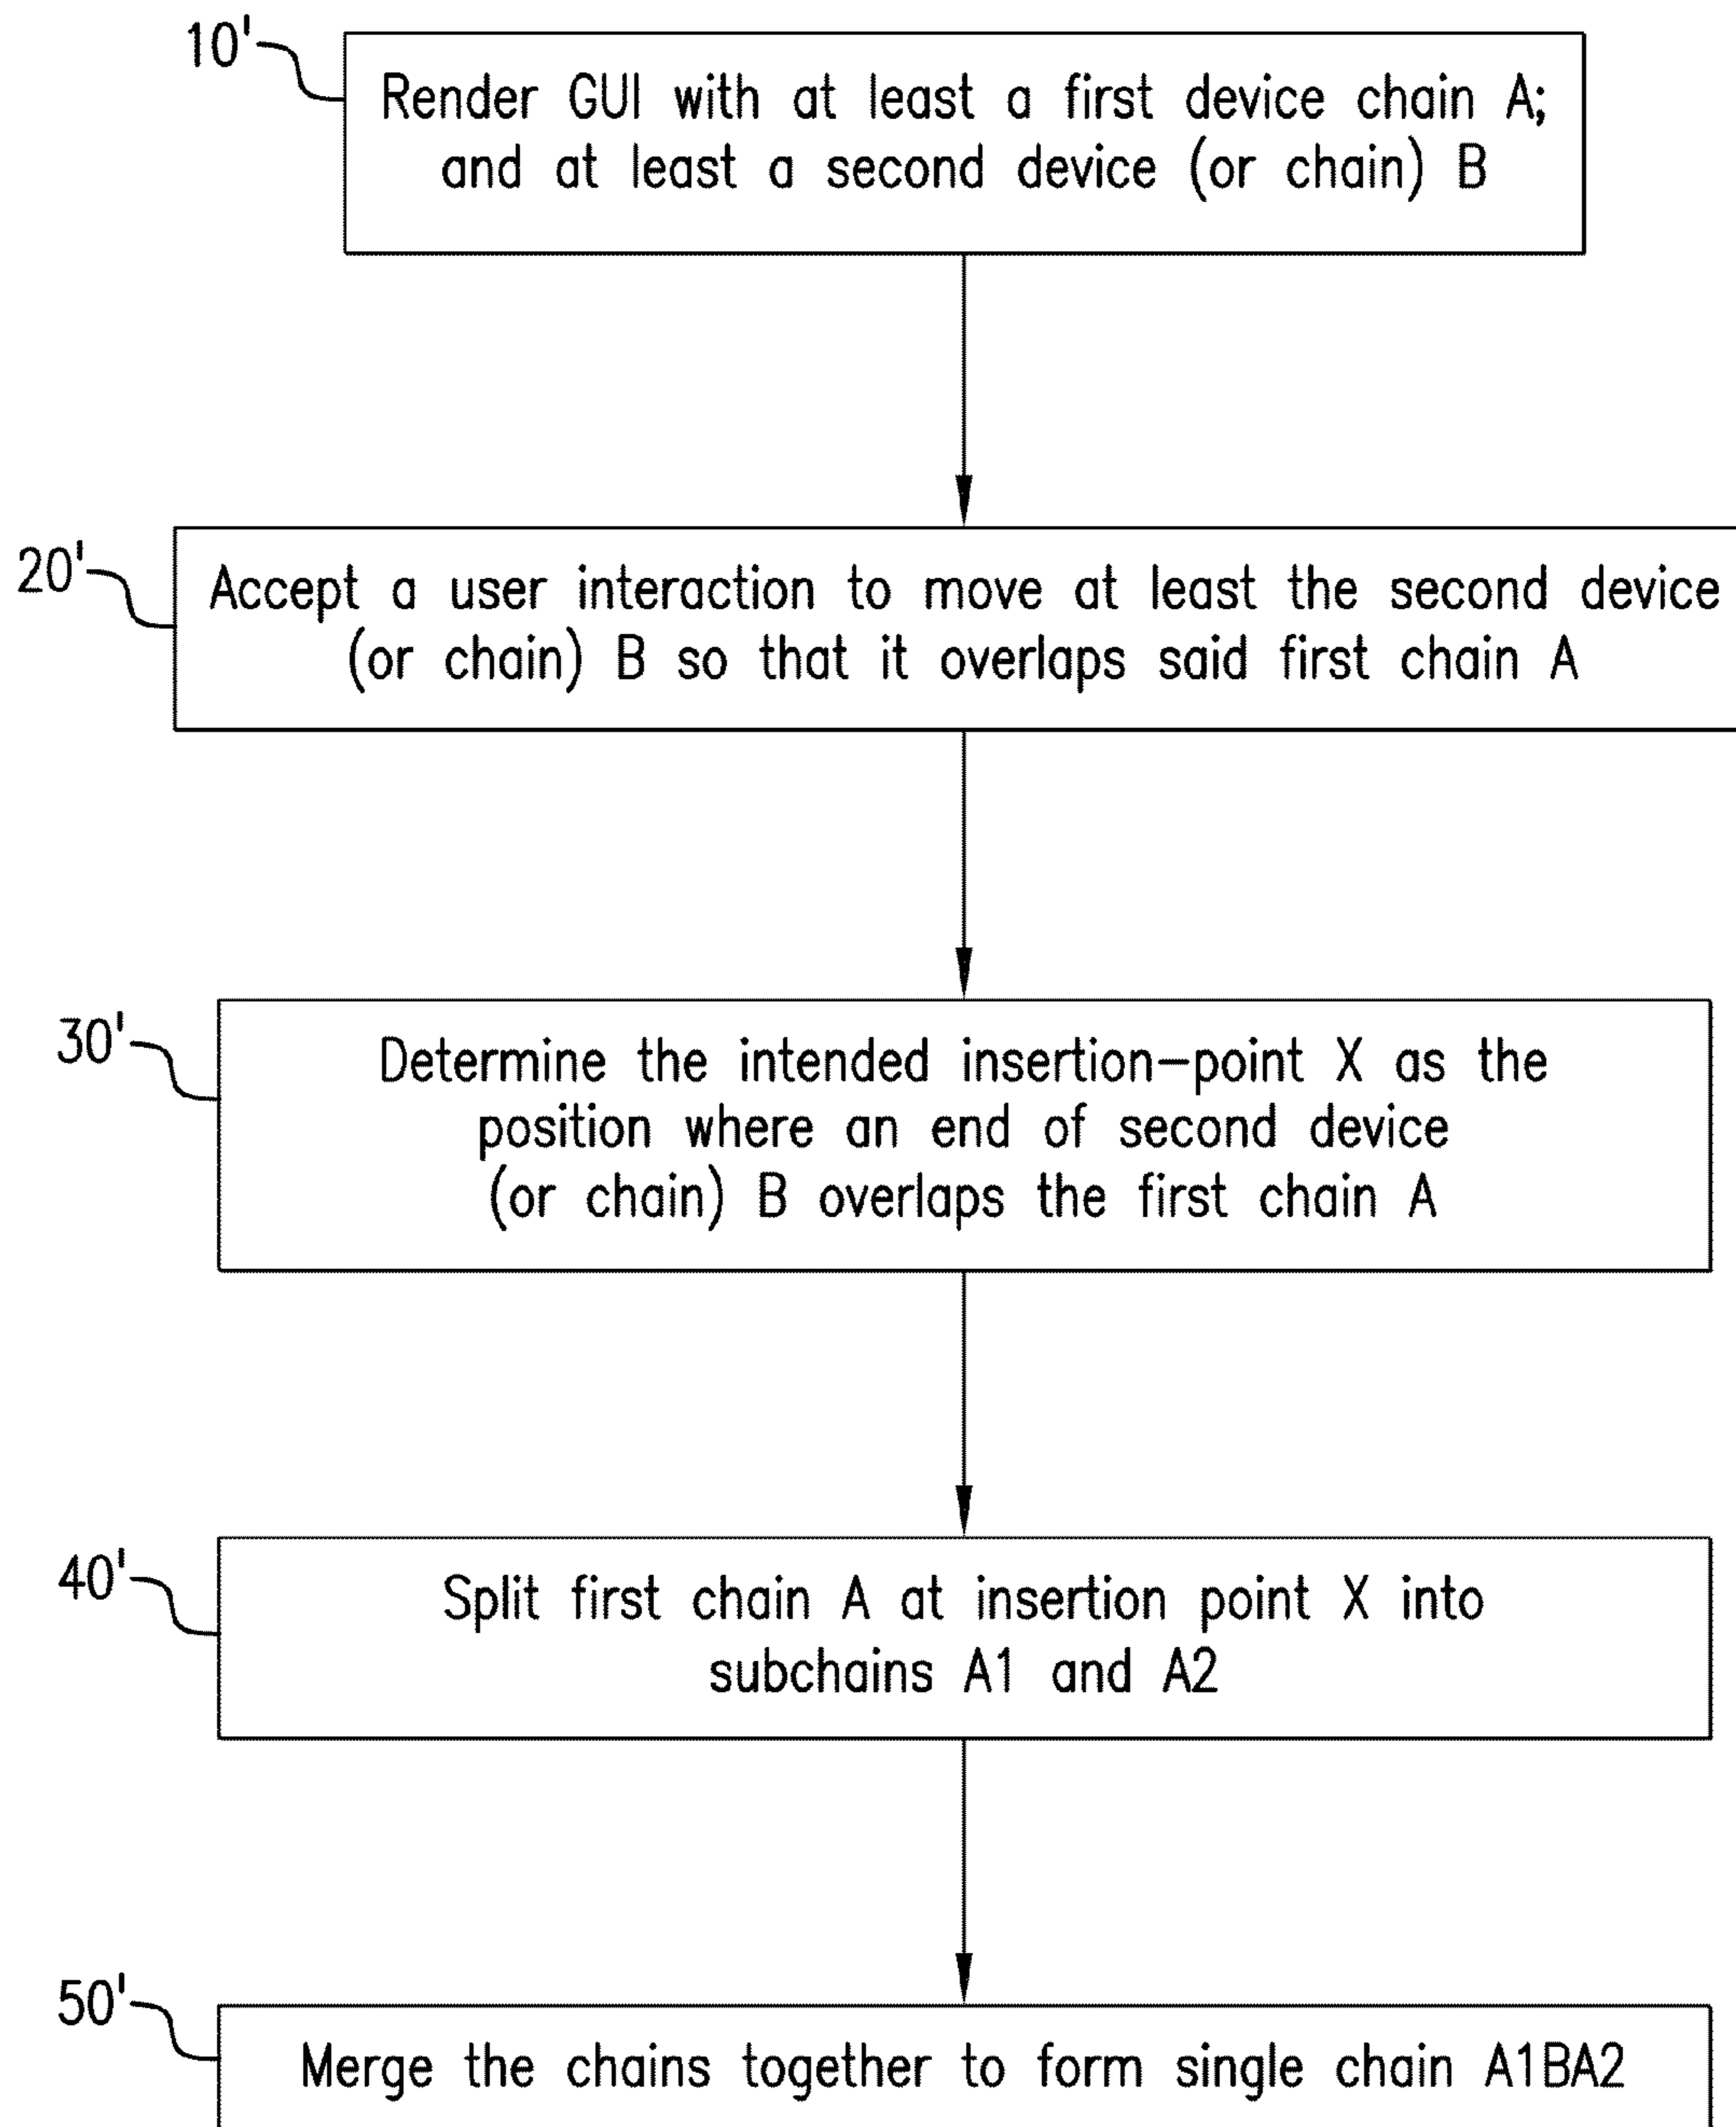 10'
Render GUI with at least a first device chain A;
and at least a second device (or chain) B
20'
Accept a user interaction to move at least the second device
(or chain) B so that it overlaps said first chain A
30'
Determine the intended insertion-point X as the
position where an end of second device
(or chain) B overlaps the first chain A
40'
Split first chain A at insertion point X into
subchains A1 and A2
50'
Merge the chains together to form single chain A1BA2